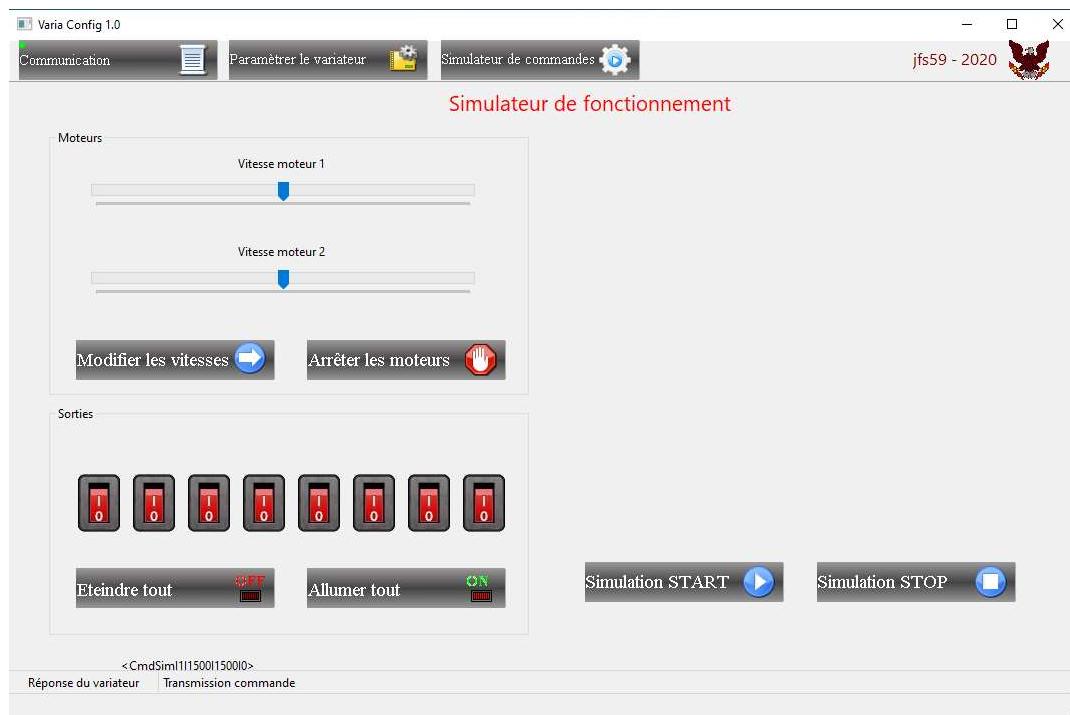 Varia Config 1.0
Communication
Paramètrer le variateur
Simulateur de commandes
jfs59 - 2020
Simulateur de fonctionnement
Moteurs
Vitesse moteur 1
Vitesse moteur 2
Modifier les vitesses
Arrêter les moteurs
Sorties
I I I I I I I I
0 0 0 0 0 0 0 0
Eteindre tout OFF
Allumer tout ON
Simulation START
Simulation STOP
<CmdSim|1|1500|1500|0>
Réponse du variateur
Transmission commande